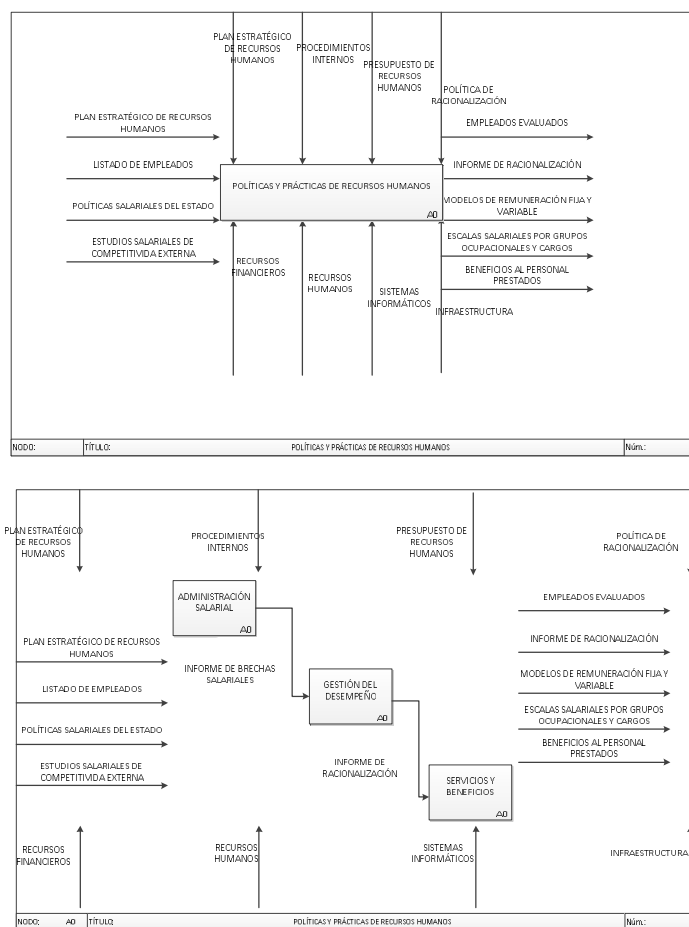 PLAN ESTRATÉGICO
DE RECURSOS
HUMANOS
PROCEDIMIENTOS
INTERNOS
PRESUPUESTO DE
RECURSOS
HUMANOS
POLÍTICA DE
RACIONALIZACIÓN
PLAN ESTRATÉGICO DE RECURSOS
HUMANOS
LISTADO DE EMPLEADOS
POLÍTICAS SALARIALES DEL ESTADO
ESTUDIOS SALARIALES DE
COMPETITIVIDA EXTERNA
POLÍTICAS Y PRÁCTICAS DE RECURSOS HUMANOS
A0
EMPLEADOS EVALUADOS
INFORME DE RACIONALIZACIÓN
MODELOS DE REMUNERACIÓN FIJA Y
VARIABLE
ESCALAS SALARIALES POR GRUPOS
OCUPACIONALES Y CARGOS
BENEFICIOS AL PERSONAL
PRESTADOS
RECURSOS
FINANCIEROS
RECURSOS
HUMANOS
SISTEMAS
INFORMÁTICOS
INFRAESTRUCTURA
NODO:
TÍTULO:
POLÍTICAS Y PRÁCTICAS DE RECURSOS HUMANOS
Núm.:
PLAN ESTRATÉGICO
DE RECURSOS
HUMANOS
PROCEDIMIENTOS
INTERNOS
PRESUPUESTO DE
RECURSOS
HUMANOS
POLÍTICA DE
RACIONALIZACIÓN
PLAN ESTRATÉGICO DE RECURSOS
HUMANOS
LISTADO DE EMPLEADOS
POLÍTICAS SALARIALES DEL ESTADO
ESTUDIOS SALARIALES DE
COMPETITIVIDA EXTERNA
ADMINISTRACIÓN
SALARIAL
A0
INFORME DE BRECHAS
SALARIALES
GESTIÓN DEL
DESEMPEÑO
A0
INFORME DE
RACIONALIZACIÓN
SERVICIOS Y
BENEFICIOS
A0
EMPLEADOS EVALUADOS
INFORME DE RACIONALIZACIÓN
MODELOS DE REMUNERACIÓN FIJA Y
VARIABLE
ESCALAS SALARIALES POR GRUPOS
OCUPACIONALES Y CARGOS
BENEFICIOS AL PERSONAL
PRESTADOS
RECURSOS
FINANCIEROS
RECURSOS
HUMANOS
SISTEMAS
INFORMÁTICOS
INFRAESTRUCTURA
NODO: A0
TÍTULO:
POLÍTICAS Y PRÁCTICAS DE RECURSOS HUMANOS
Núm.: